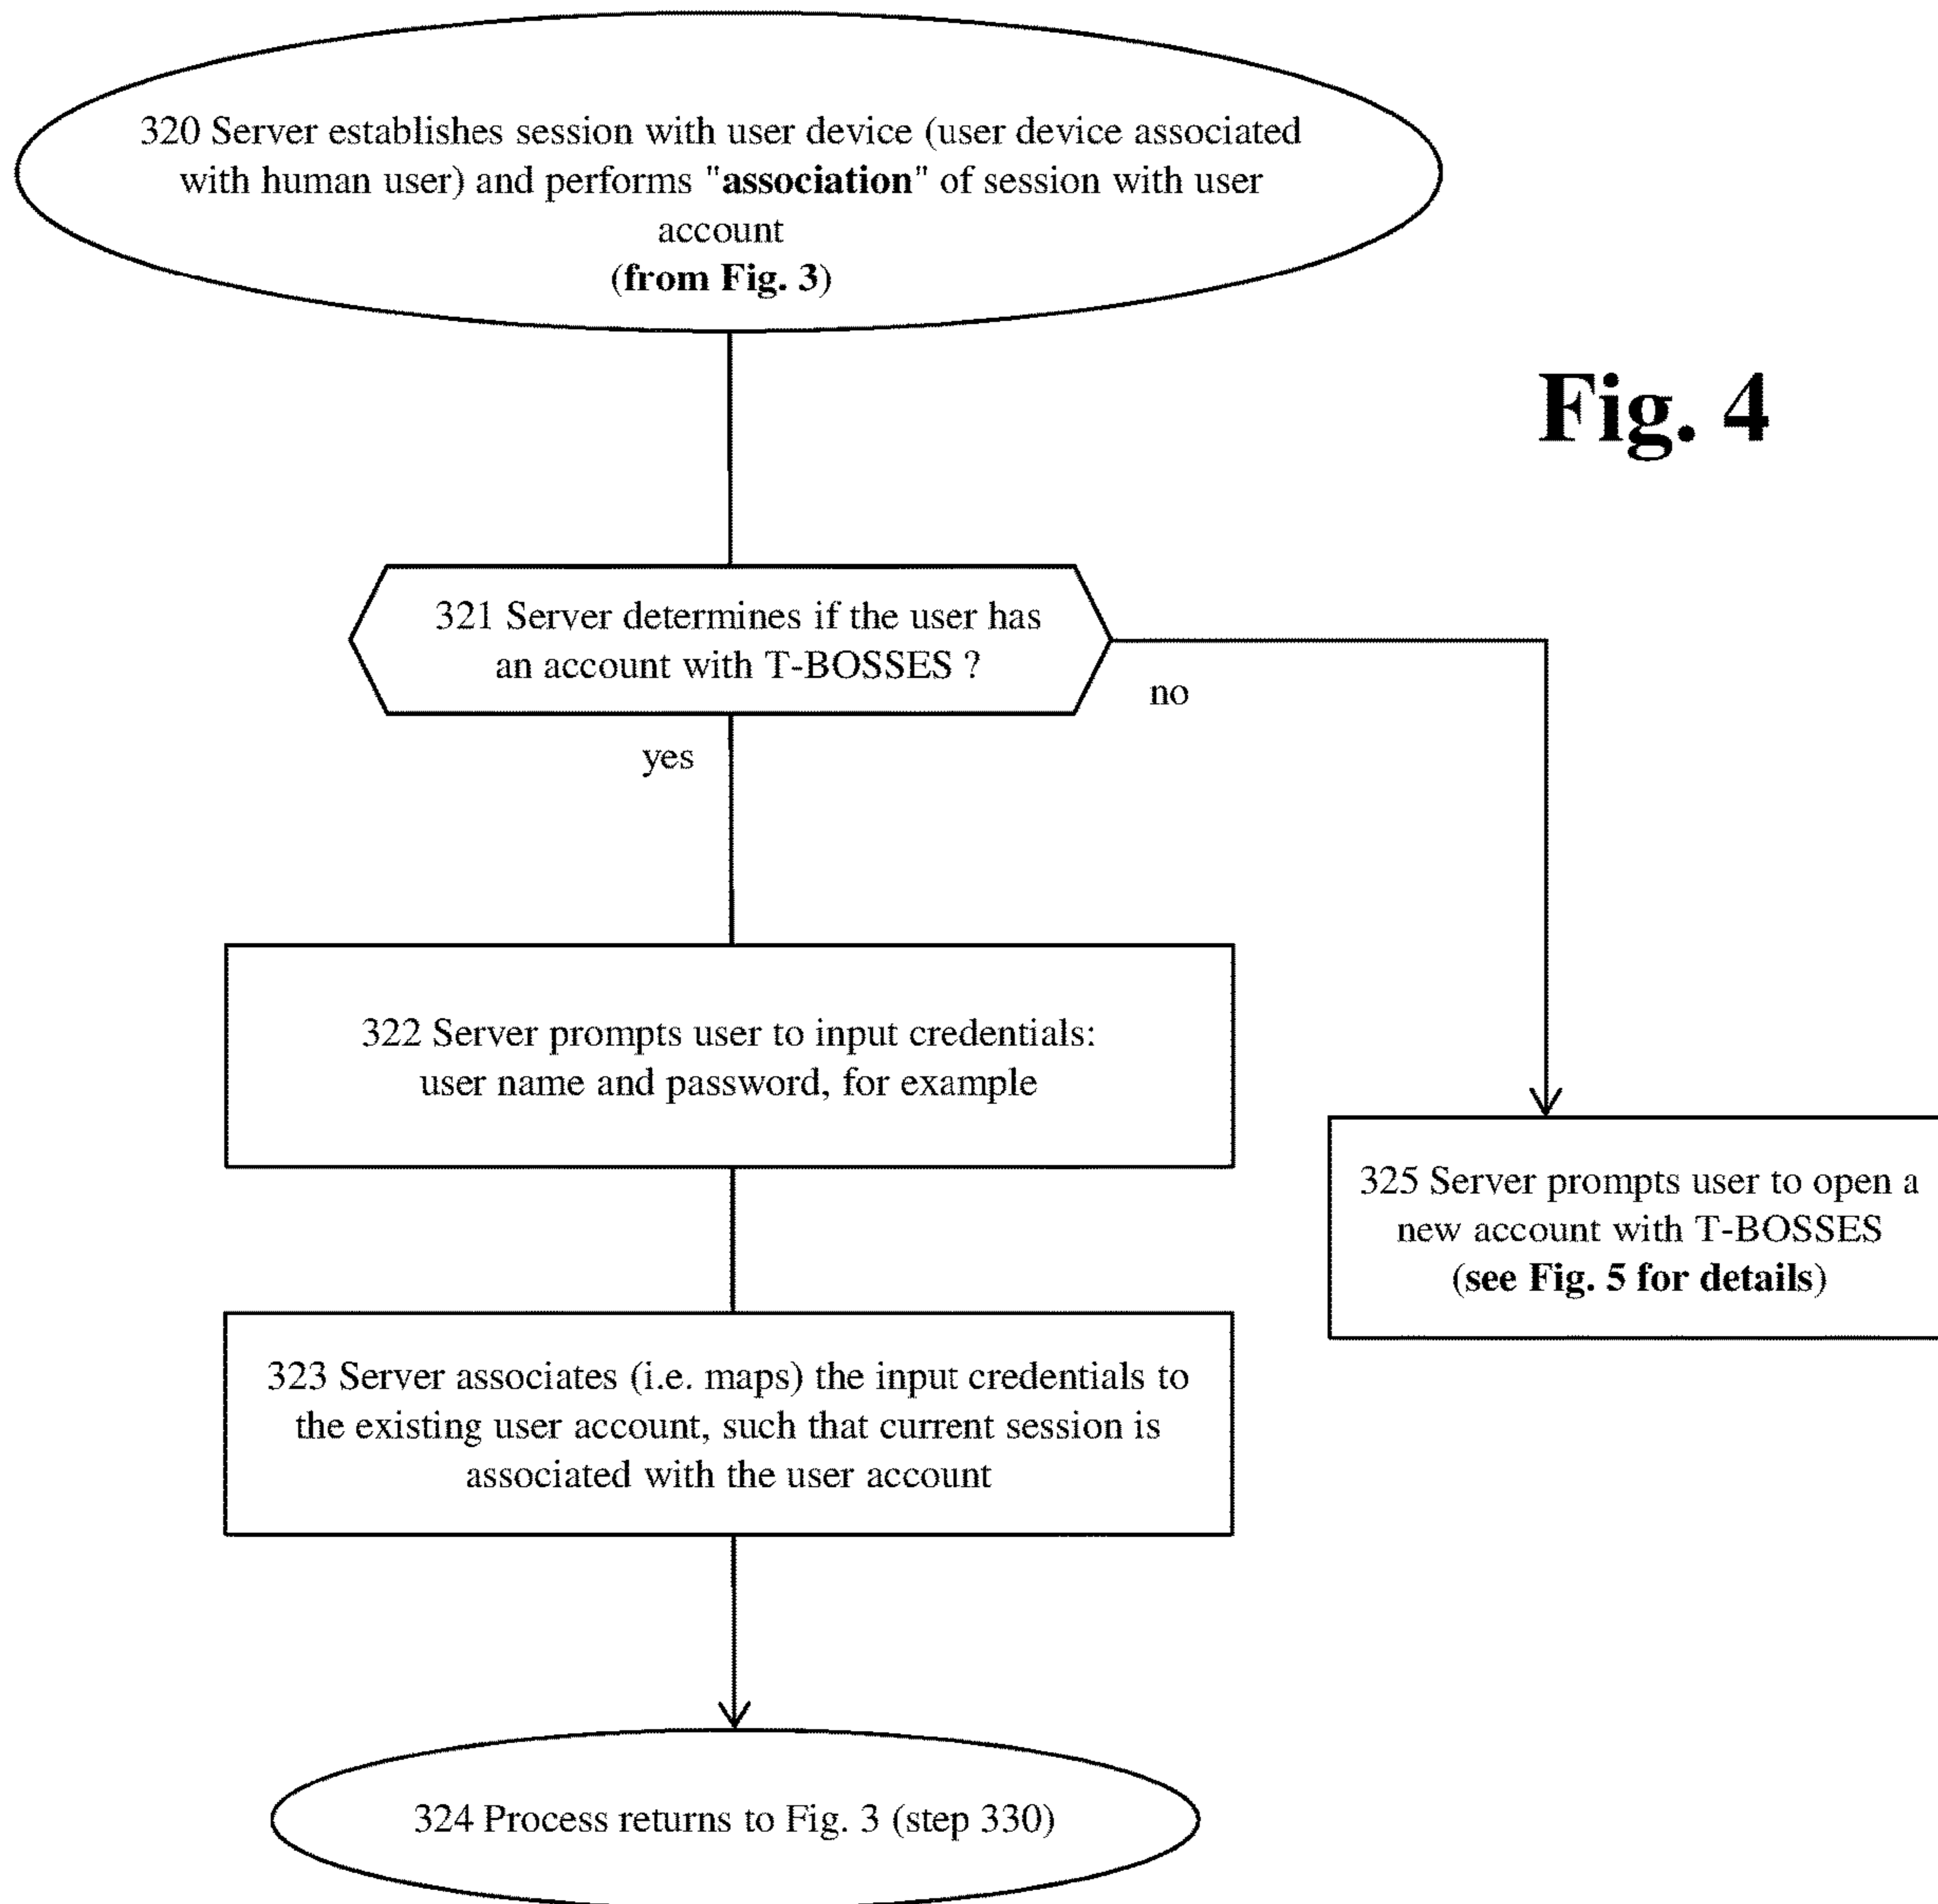 320 Server establishes session with user device (user device associated
with human user) and performs "association" of session with user
account
(from Fig. 3)
Fig. 4
321 Server determines if the user has
an account with T-BOSSES ?
no
yes
322 Server prompts user to input credentials:
user name and password, for example
325 Server prompts user to open a
new account with T-BOSSES
(see Fig. 5 for details)
323 Server associates (i.e. maps) the input credentials to
the existing user account, such that current session is
associated with the user account
324 Process returns to Fig. 3 (step 330)